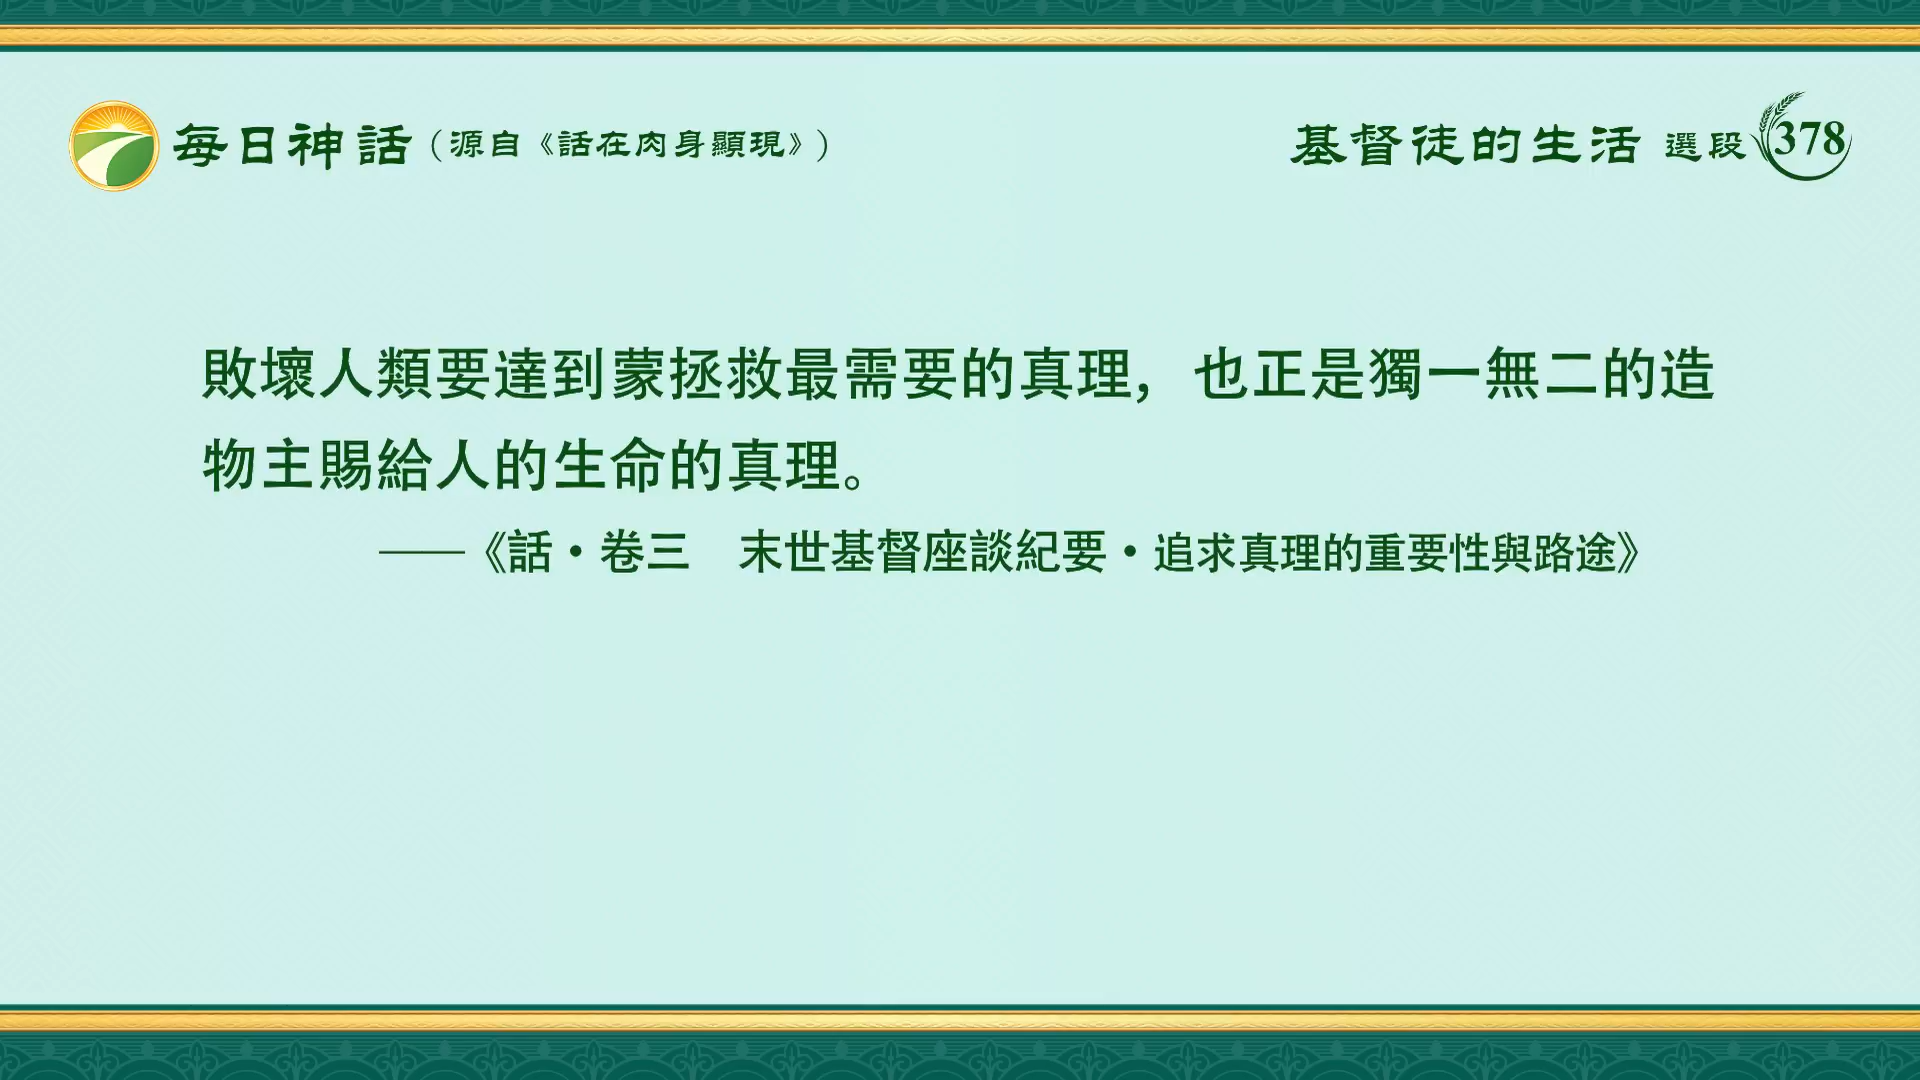 每日神話（源自《話在肉身顯現》） 基督徒的生活 選段 378
敗壞人類要達到蒙拯救最需要的真理，也正是獨一無二的造
物主賜給人的生命的真理。
——《話・卷三　末世基督座談紀要・追求真理的重要性與路途》